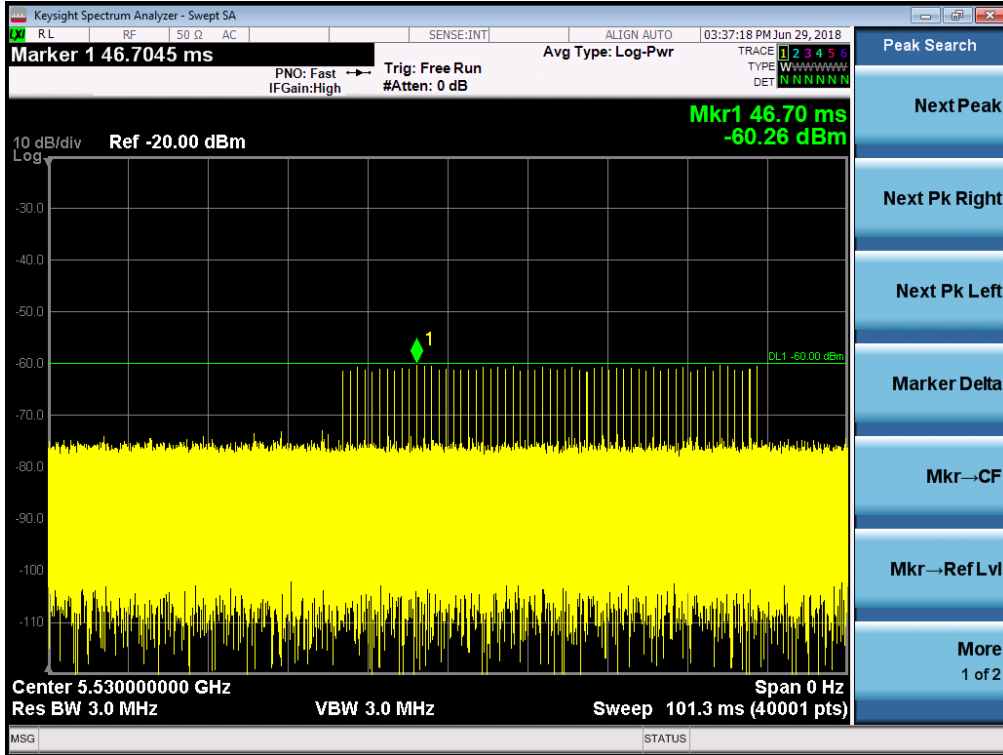 Keysight Spectrum Analyzer - Swept SA
LXI RL RF 50 Ω AC SENSE:INT ALIGN AUTO 03:37:18 PM Jun 29, 2018
Marker 1 46.7045 ms
PNO: Fast
IFGain:High
Trig: Free Run
#Atten: 0 dB
Avg Type: Log-Pwr
TRACE 1 2 3 4 5 6
TYPE WWWWWW
DET N N N N N N
Mkr1 46.70 ms
-60.26 dBm
10 dB/div Ref -20.00 dBm
Log
-30.0
-40.0
-50.0
1
-60.0
DL1 -60.00 dBm
-70.0
-80.0
-90.0
-100
-110
Center 5.530000000 GHz Span 0 Hz
Res BW 3.0 MHz VBW 3.0 MHz Sweep 101.3 ms (40001 pts)
MSG STATUS
Peak Search
Next Peak
Next Pk Right
Next Pk Left
Marker Delta
Mkr→CF
Mkr→Ref Lvl
More
1 of 2